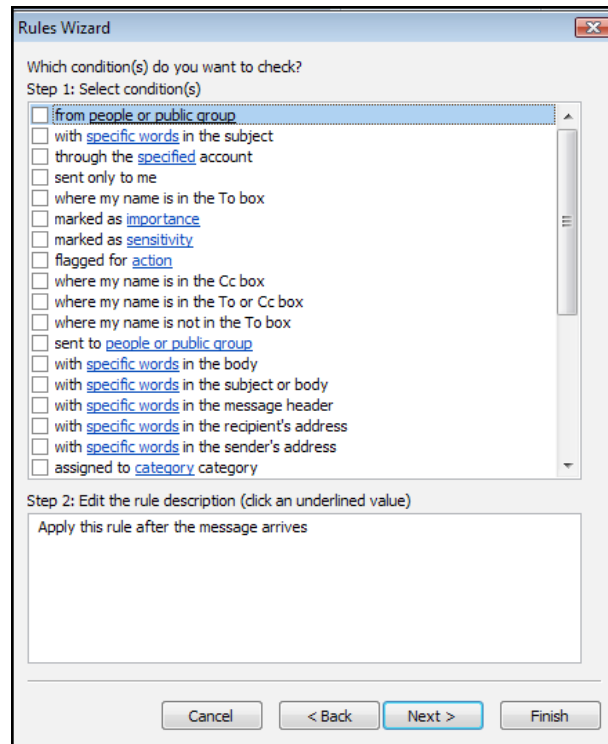 Rules Wizard
Which condition(s) do you want to check?
Step 1: Select condition(s)
from people or public group
with specific words in the subject
through the specified account
sent only to me
where my name is in the To box
marked as importance
marked as sensitivity
flagged for action
where my name is in the Cc box
where my name is in the To or Cc box
where my name is not in the To box
sent to people or public group
with specific words in the body
with specific words in the subject or body
with specific words in the message header
with specific words in the recipient's address
with specific words in the sender's address
assigned to category category
Step 2: Edit the rule description (click an underlined value)
Apply this rule after the message arrives
Cancel < Back Next > Finish